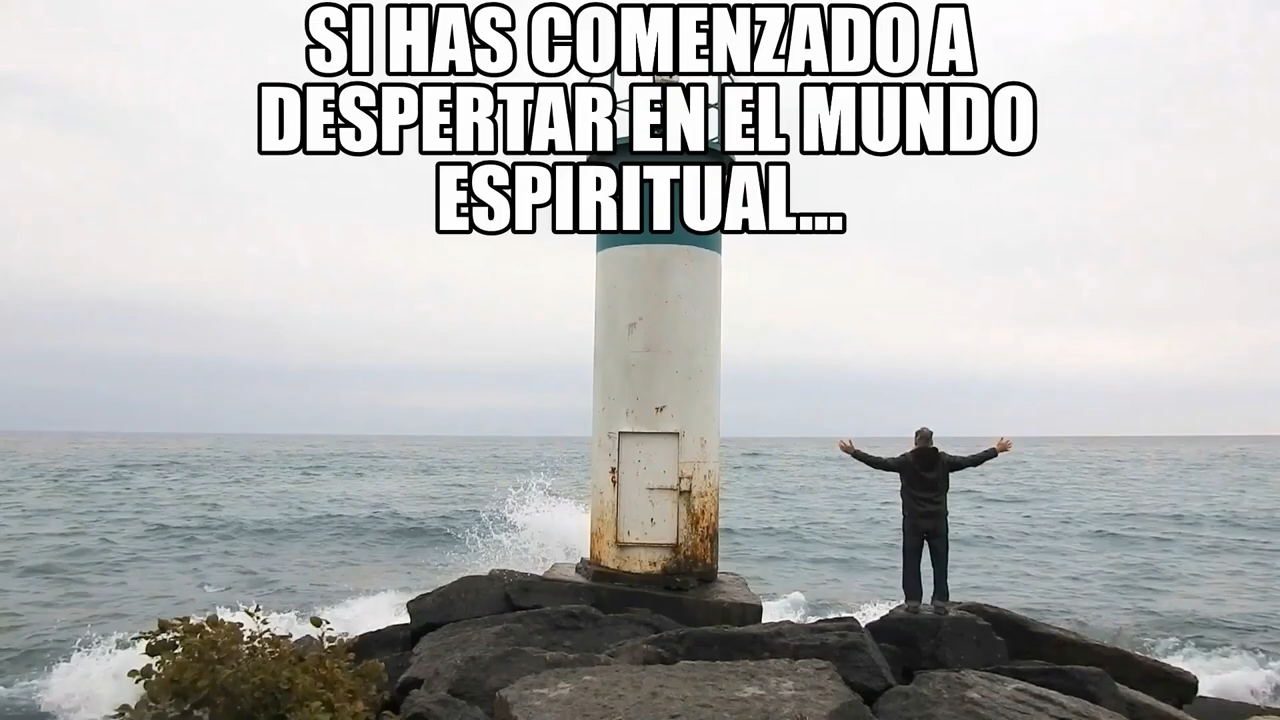 SI HAS COMENZADO A
DESPERTAR EN EL MUNDO
ESPIRITUAL...